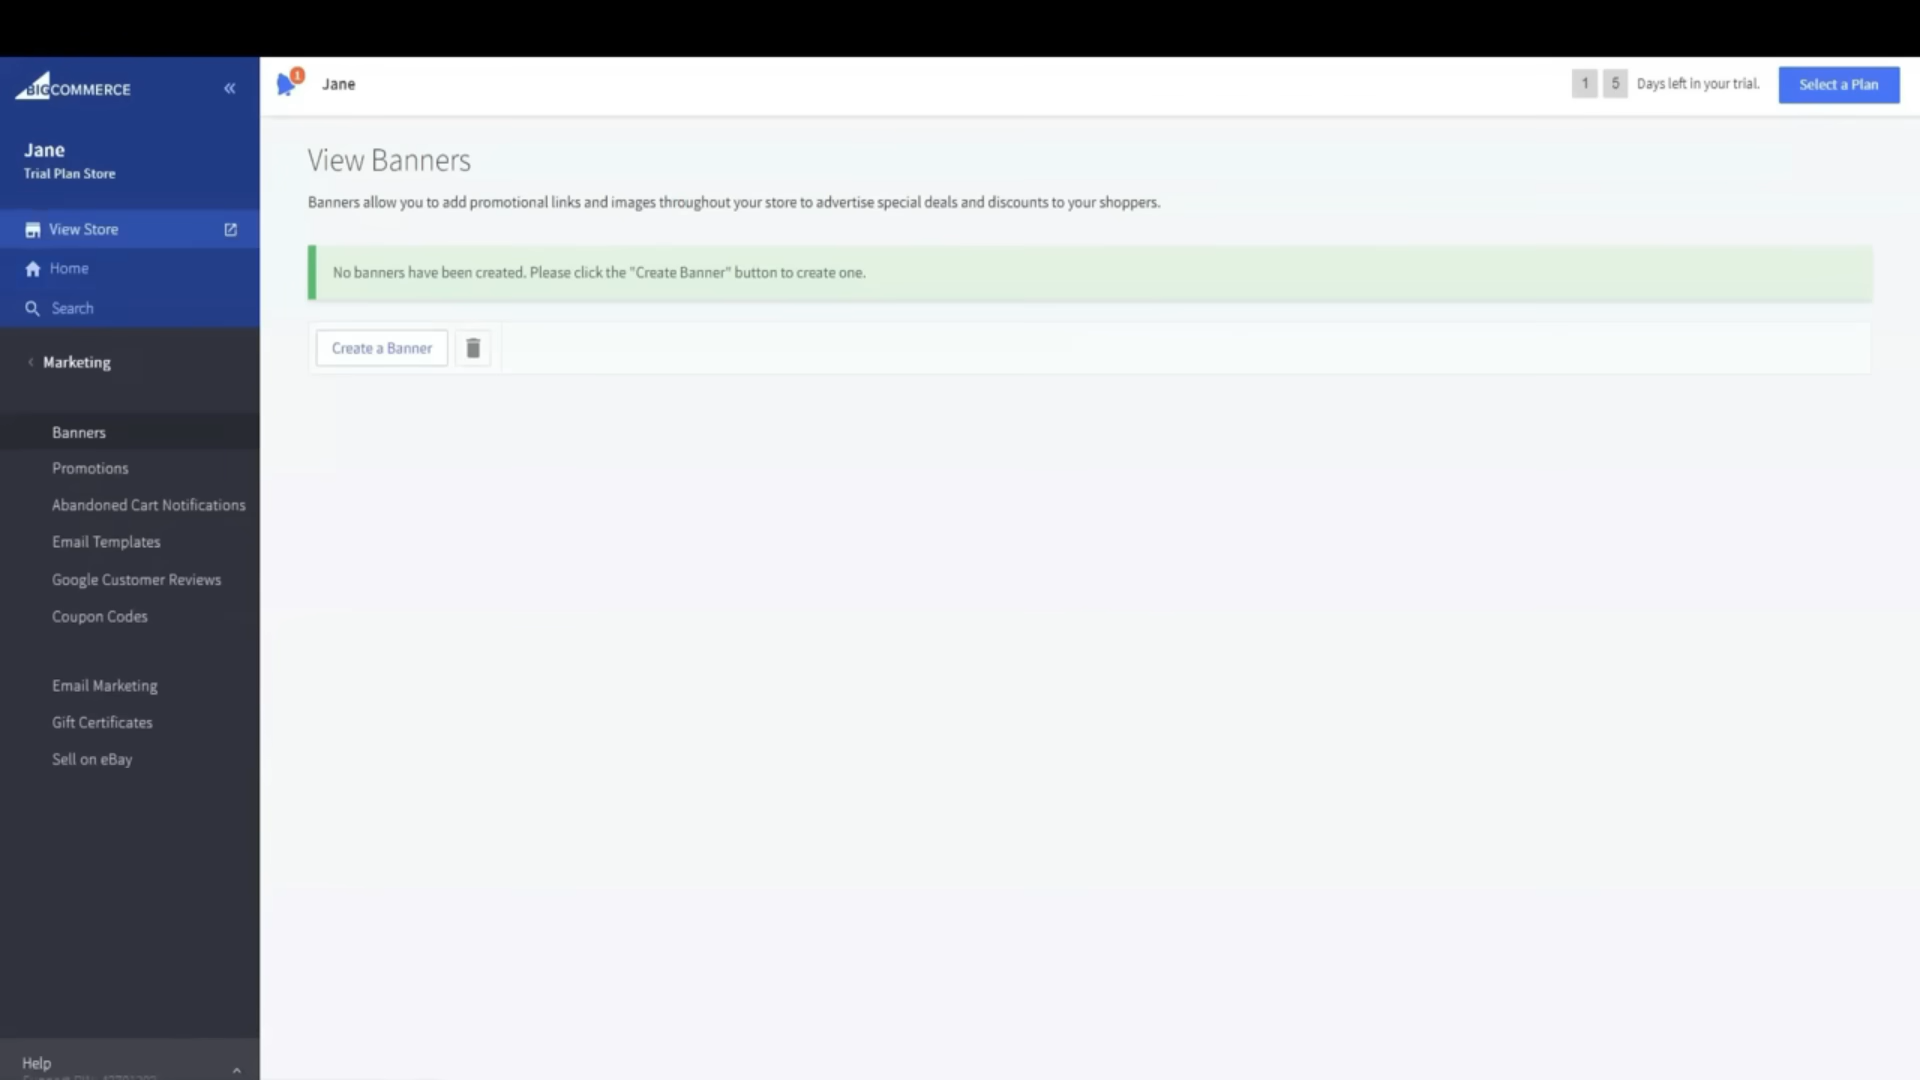 BIGCOMMERCE
Jane
Trial Plan Store
View Store
Home
Search
Marketing
Banners
Promotions
Abandoned Cart Notifications
Email Templates
Google Customer Reviews
Coupon Codes
Email Marketing
Gift Certificates
Sell on eBay
Help
1
Jane
1 5 Days left in your trial.
Select a Plan
View Banners
Banners allow you to add promotional links and images throughout your store to advertise special deals and discounts to your shoppers.
No banners have been created. Please click the "Create Banner" button to create one.
Create a Banner